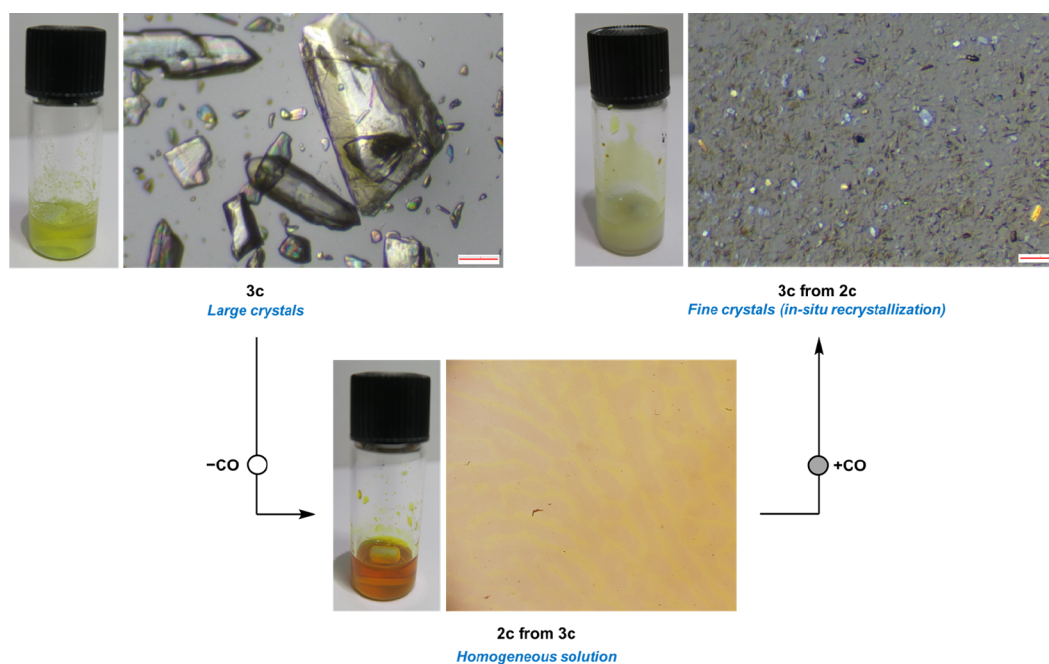 3c
Large crystals
3c from 2c
Fine crystals (in-situ recrystallization)
−CO
+CO
2c from 3c
Homogeneous solution